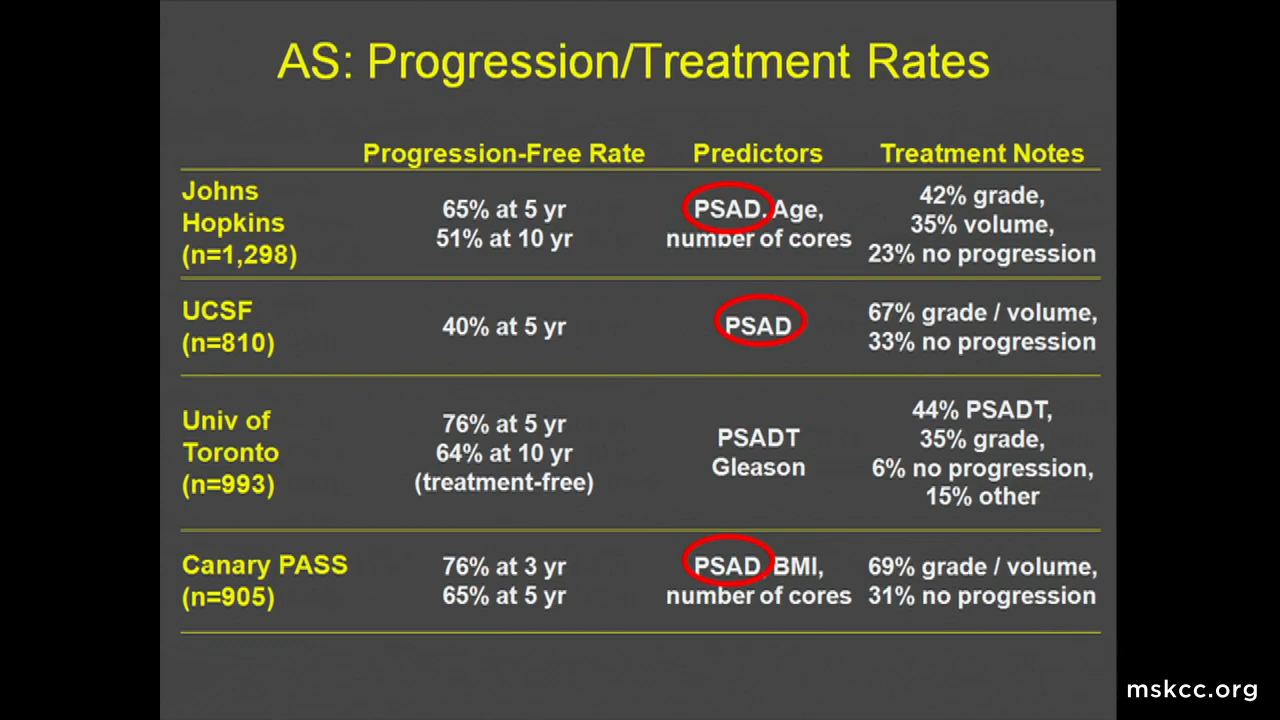 AS: Progression/Treatment Rates
Progression-Free Rate Predictors Treatment Notes
Johns
Hopkins
(n=1,298)
65% at 5 yr
51% at 10 yr
PSAD. Age,
number of cores
42% grade,
35% volume,
23% no progression
UCSF
(n=810)
40% at 5 yr
PSAD
67% grade / volume,
33% no progression
Univ of
Toronto
(n=993)
76% at 5 yr
64% at 10 yr
(treatment-free)
PSADT
Gleason
44% PSADT,
35% grade,
6% no progression,
15% other
Canary PASS
(n=905)
76% at 3 yr
65% at 5 yr
PSAD, BMI,
number of cores
69% grade / volume,
31% no progression
mskcc.org